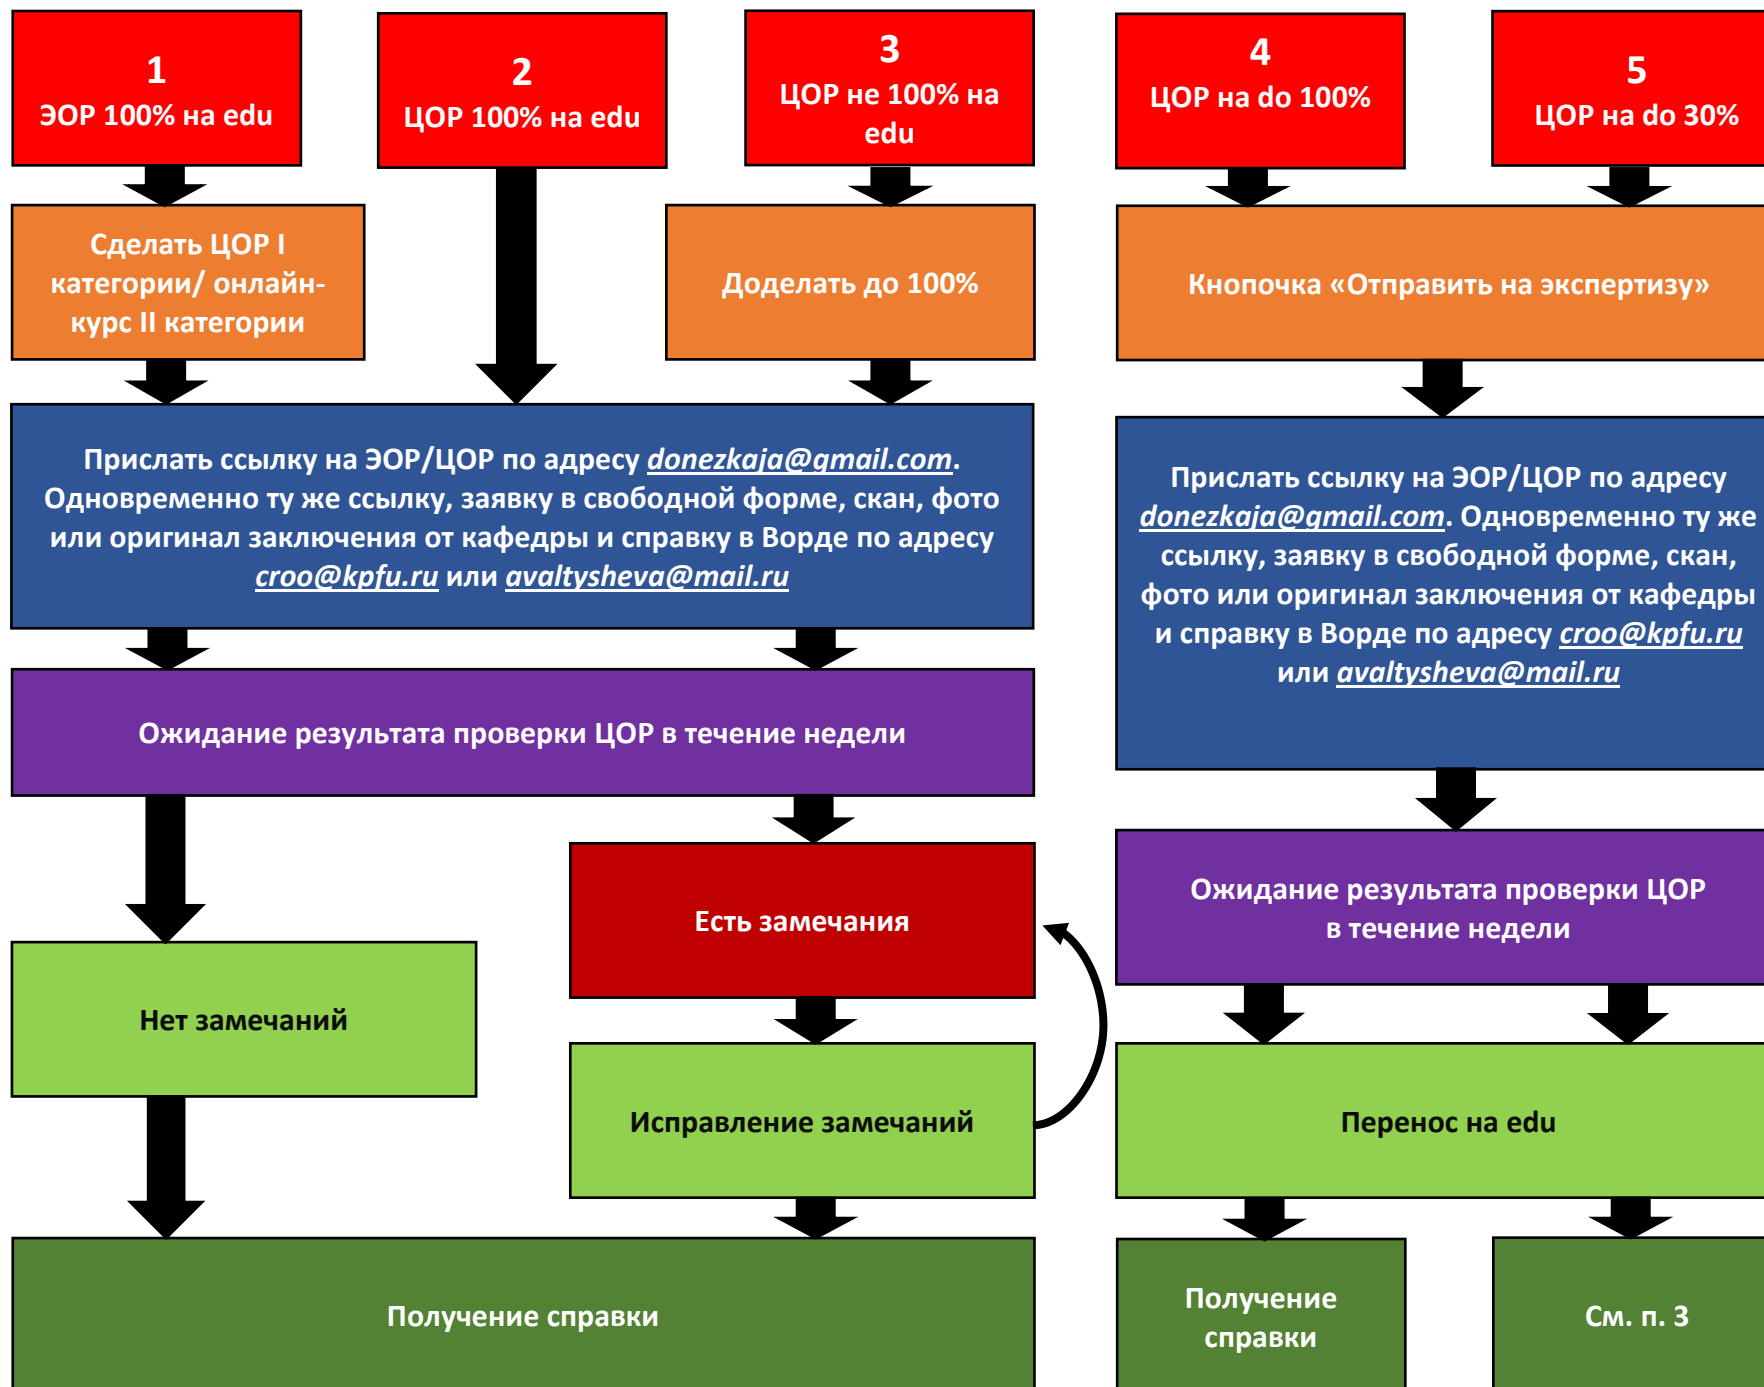 1
ЭОР 100% на edu
2
ЦОР 100% на edu
3
ЦОР не 100% на
edu
4
ЦОР на do 100%
5
ЦОР на do 30%
Сделать ЦОР I
категории/ онлайн-
курс II категории
Доделать до 100%
Кнопочка «Отправить на экспертизу»
Прислать ссылку на ЭОР/ЦОР по адресу donezkaja@gmail.com.
Одновременно ту же ссылку, заявку в свободной форме, скан, фото
или оригинал заключения от кафедры и справку в Ворде по адресу
croo@kpfu.ru или avaltysheva@mail.ru
Прислать ссылку на ЭОР/ЦОР по адресу
donezkaja@gmail.com. Одновременно ту же
ссылку, заявку в свободной форме, скан,
фото или оригинал заключения от кафедры
и справку в Ворде по адресу croo@kpfu.ru
или avaltysheva@mail.ru
Ожидание результата проверки ЦОР в течение недели
Ожидание результата проверки ЦОР
в течение недели
Есть замечания
Нет замечаний
Исправление замечаний
Перенос на edu
Получение справки
Получение
справки
См. п. 3